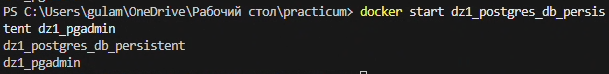 PS C:\Users\gulam\OneDrive\Рабочий стол\practicum> docker start dz1_postgres_db_persis
tent dz1_pgadmin
dz1_postgres_db_persistent
dz1_pgadmin